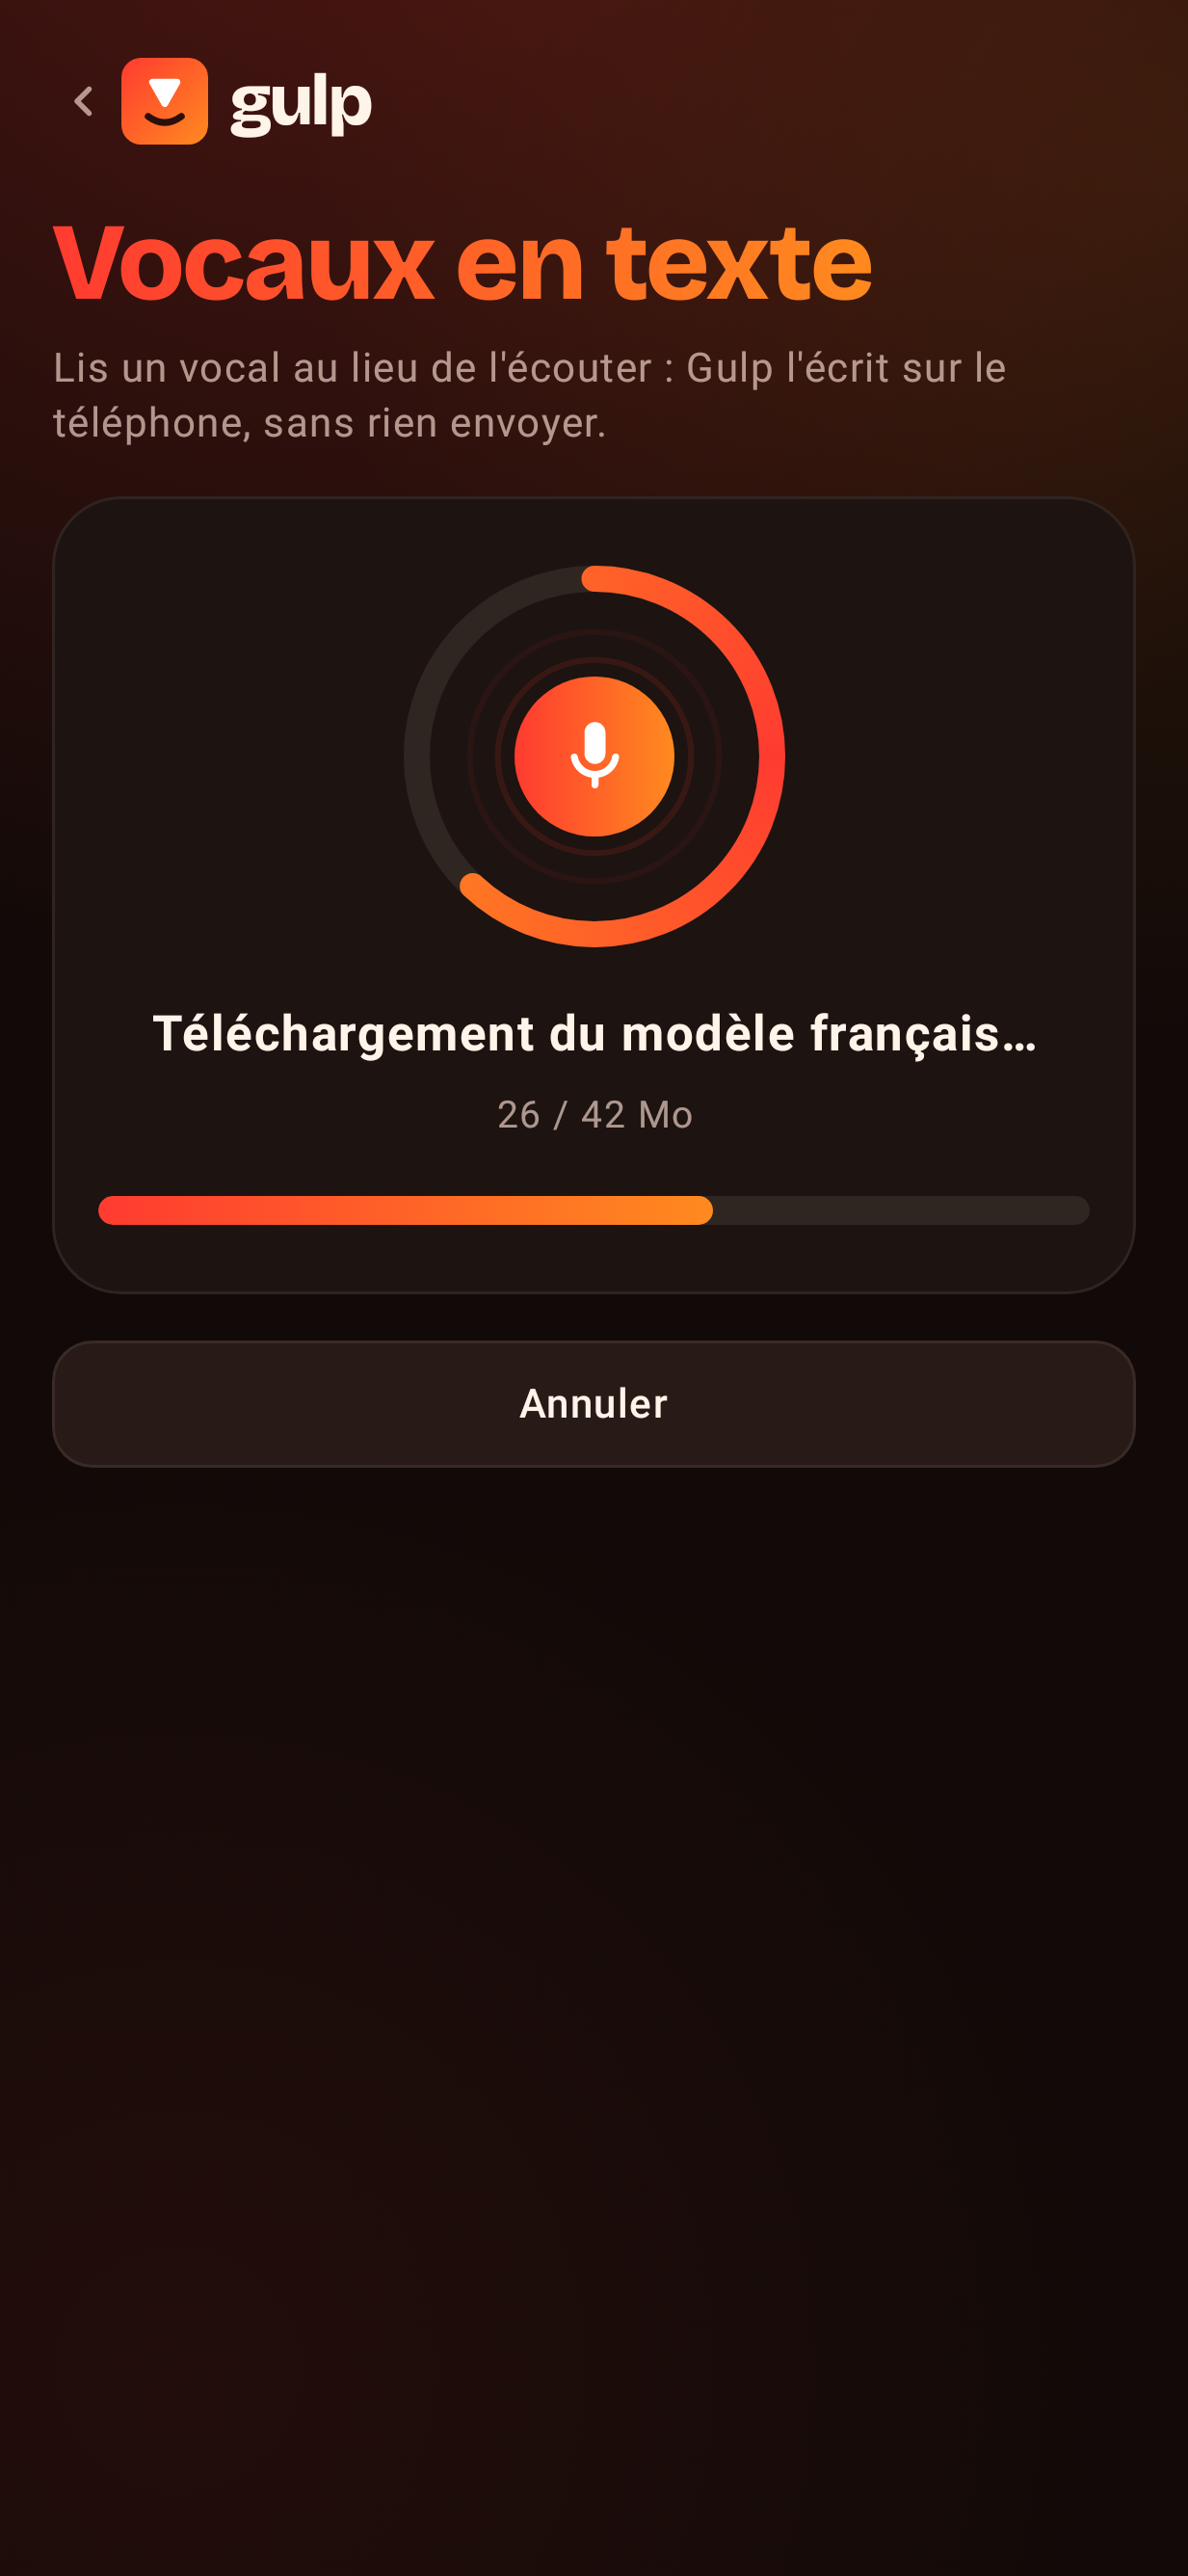 gulp
Vocaux en texte
Lis un vocal au lieu de l'écouter : Gulp l'écrit sur le
téléphone, sans rien envoyer.
Téléchargement du modèle français…
26 / 42 Mo
Annuler